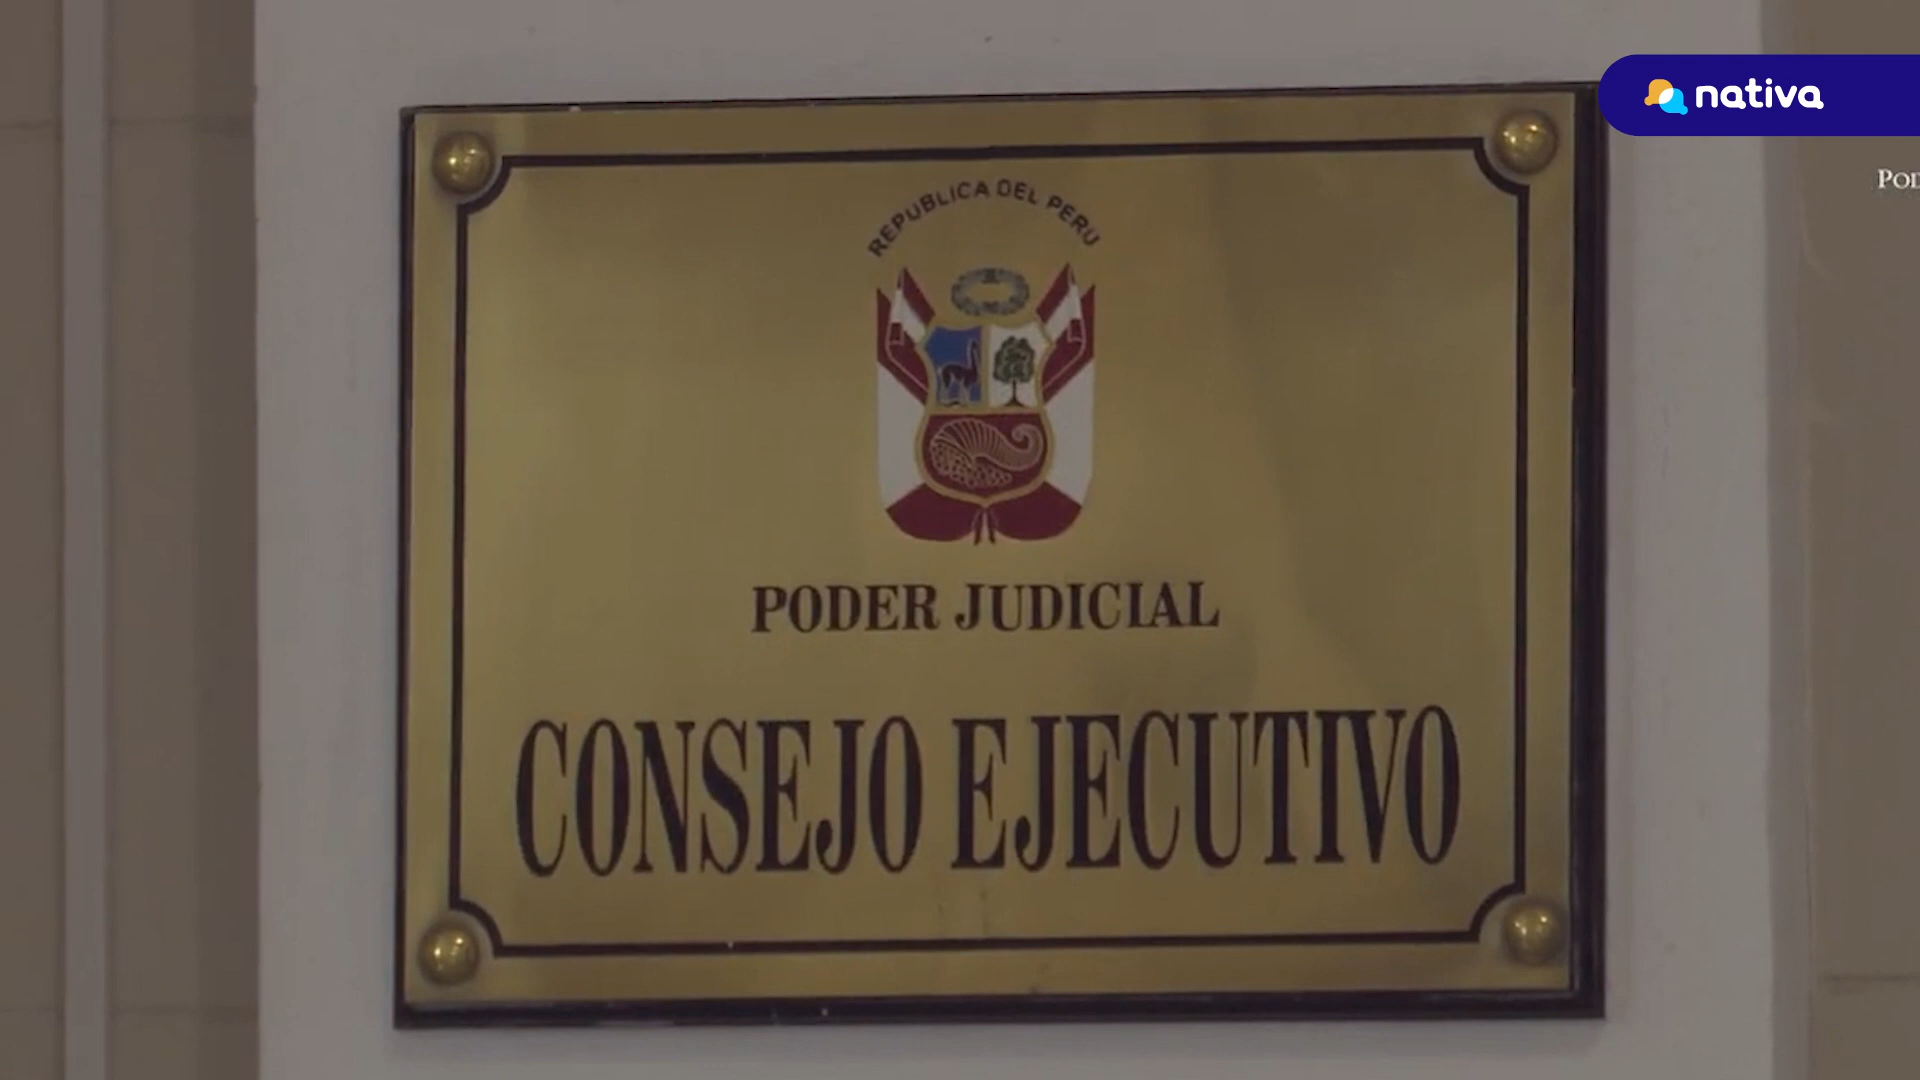 nativa
REPUBLICA DEL PERU
PODER JUDICIAL
CONSEJO EJECUTIVO